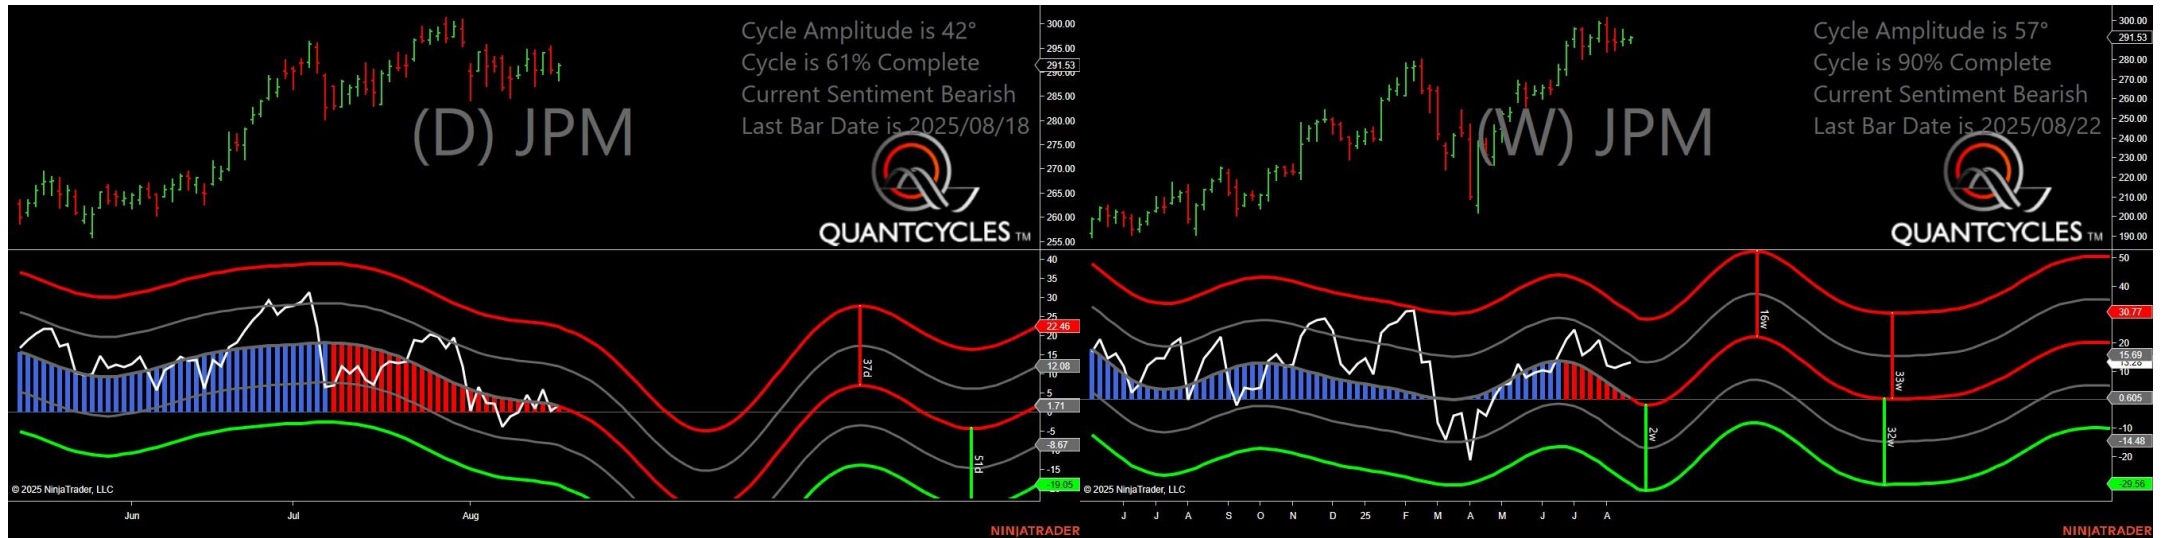 Cycle Amplitude is 42°
Cycle is 61% Complete
Current Sentiment Bearish
Last Bar Date is 2025/08/18
(D) JPM
QUANTCYCLES TM
300.00
295.00
291.53
290.00
285.00
280.00
275.00
270.00
265.00
260.00
255.00
40
35
30
25
22.46
20
15
12.08
10
5
1.71
0
-5
-8.67
-15
-19.05
37d
51d
© 2025 NinjaTrader, LLC
Jun
Jul
Aug
NINJATRADER
Cycle Amplitude is 57°
Cycle is 90% Complete
Current Sentiment Bearish
Last Bar Date is 2025/08/22
(W) JPM
QUANTCYCLES TM
300.00
291.53
280.00
270.00
260.00
250.00
240.00
230.00
220.00
210.00
200.00
190.00
50
40
30.77
20
15.69
10
0.605
-10
-14.48
-20
-29.56
2w
16w
33w
32w
© 2025 NinjaTrader, LLC
J
J
A
S
O
N
D
25
F
M
A
M
J
J
A
NINJATRADER